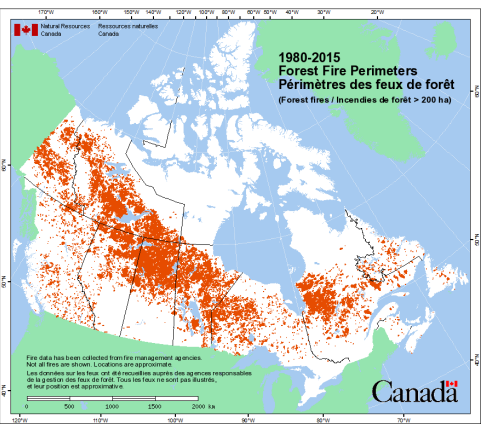 170°W 180°W 150°W 140°W 120°W 100°W 80°W 70°W 60°W 50°W 40°W 30°W 20°W
Natural Resources Ressources naturelles
Canada Canada
1980-2015
Forest Fire Perimeters
Périmètres des feux de forêt
(Forest fires / Incendies de forêt > 200 ha)
60°N 60°N
50°N 50°N
40°N 40°N
Fire data has been collected from fire management agencies.
Not all fires are shown. Locations are approximate.
Les données sur les feux ont été recueillies auprès des agences responsables
de la gestion des feux de forêt. Tous les feux ne sont pas illustrés,
et leur position est approximative.
0 500 1000 1500 2000 km
Canada
120°W 110°W 100°W 90°W 80°W 70°W